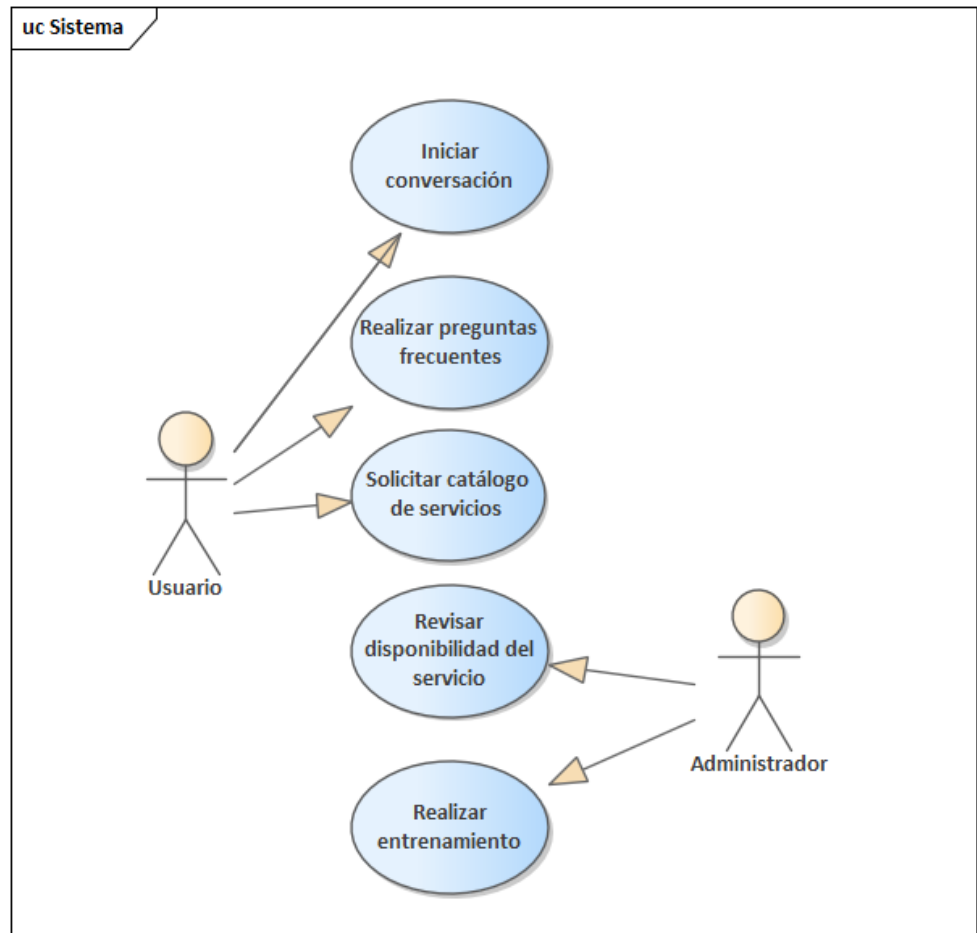 uc Sistema
Iniciar
conversación
Realizar preguntas
frecuentes
Solicitar catálogo
de servicios
Usuario
Revisar
disponibilidad del
servicio
Administrador
Realizar
entrenamiento